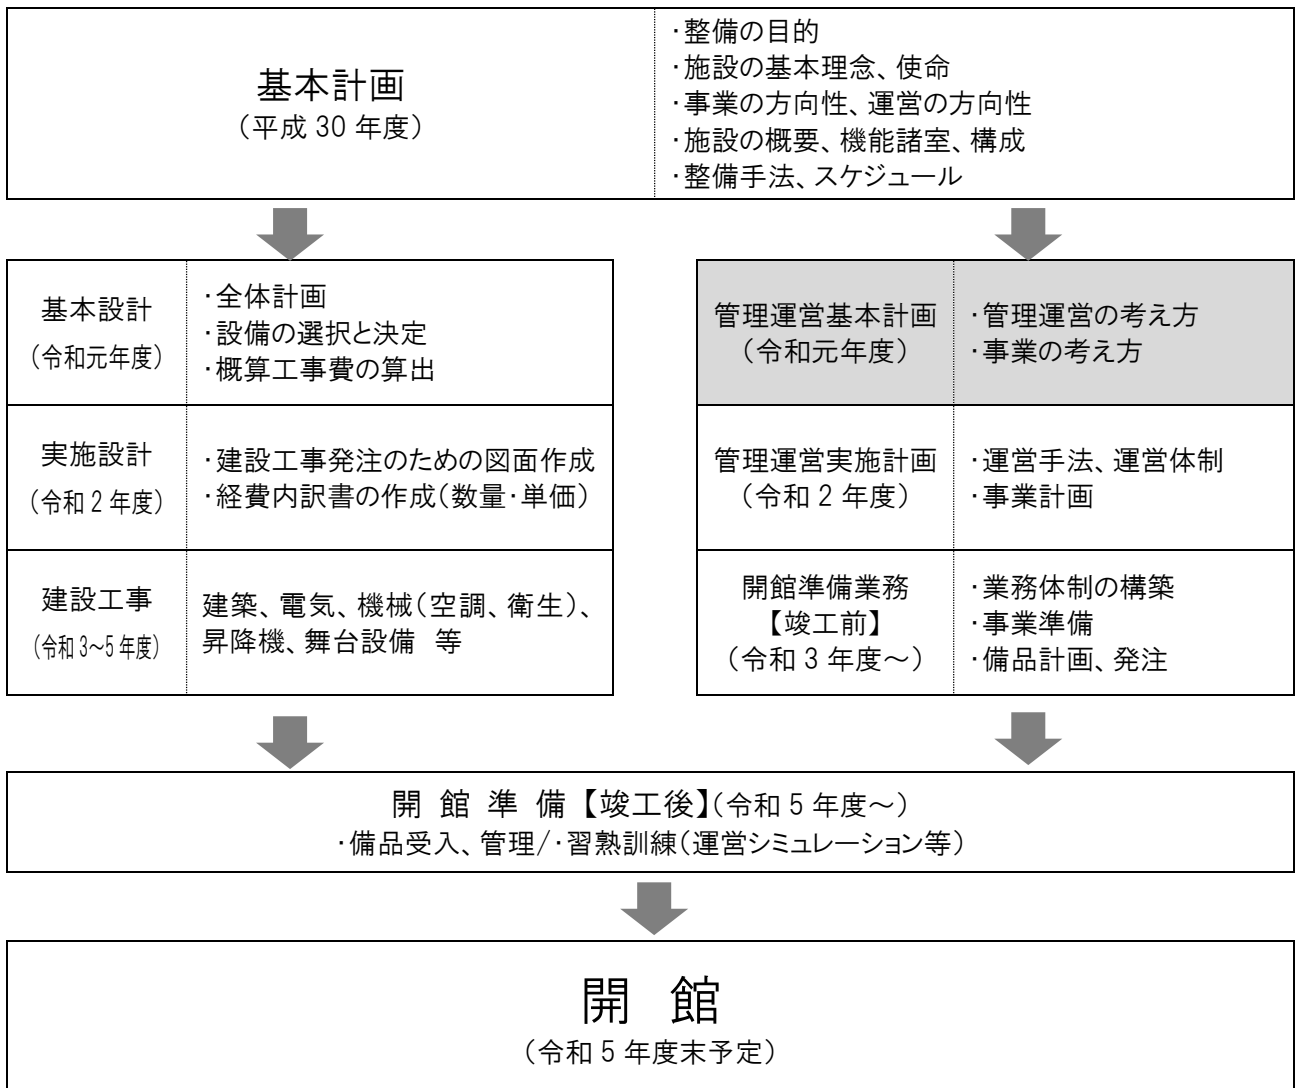 基本計画
（平成 30 年度）
・整備の目的
・施設の基本理念、使命
・事業の方向性、運営の方向性
・施設の概要、機能諸室、構成
・整備手法、スケジュール
基本設計
（令和元年度）
・全体計画
・設備の選択と決定
・概算工事費の算出
実施設計
（令和 2 年度）
・建設工事発注のための図面作成
・経費内訳書の作成（数量・単価）
建設工事
（令和 3～5 年度）
建築、電気、機械（空調、衛生）、
昇降機、舞台設備　等
管理運営基本計画
（令和元年度）
・管理運営の考え方
・事業の考え方
管理運営実施計画
（令和 2 年度）
・運営手法、運営体制
・事業計画
開館準備業務
【竣工前】
（令和 3 年度～）
・業務体制の構築
・事業準備
・備品計画、発注
開 館 準 備【竣工後】（令和 5 年度～）
・備品受入、管理/・習熟訓練（運営シミュレーション等）
開　館
（令和 5 年度末予定）